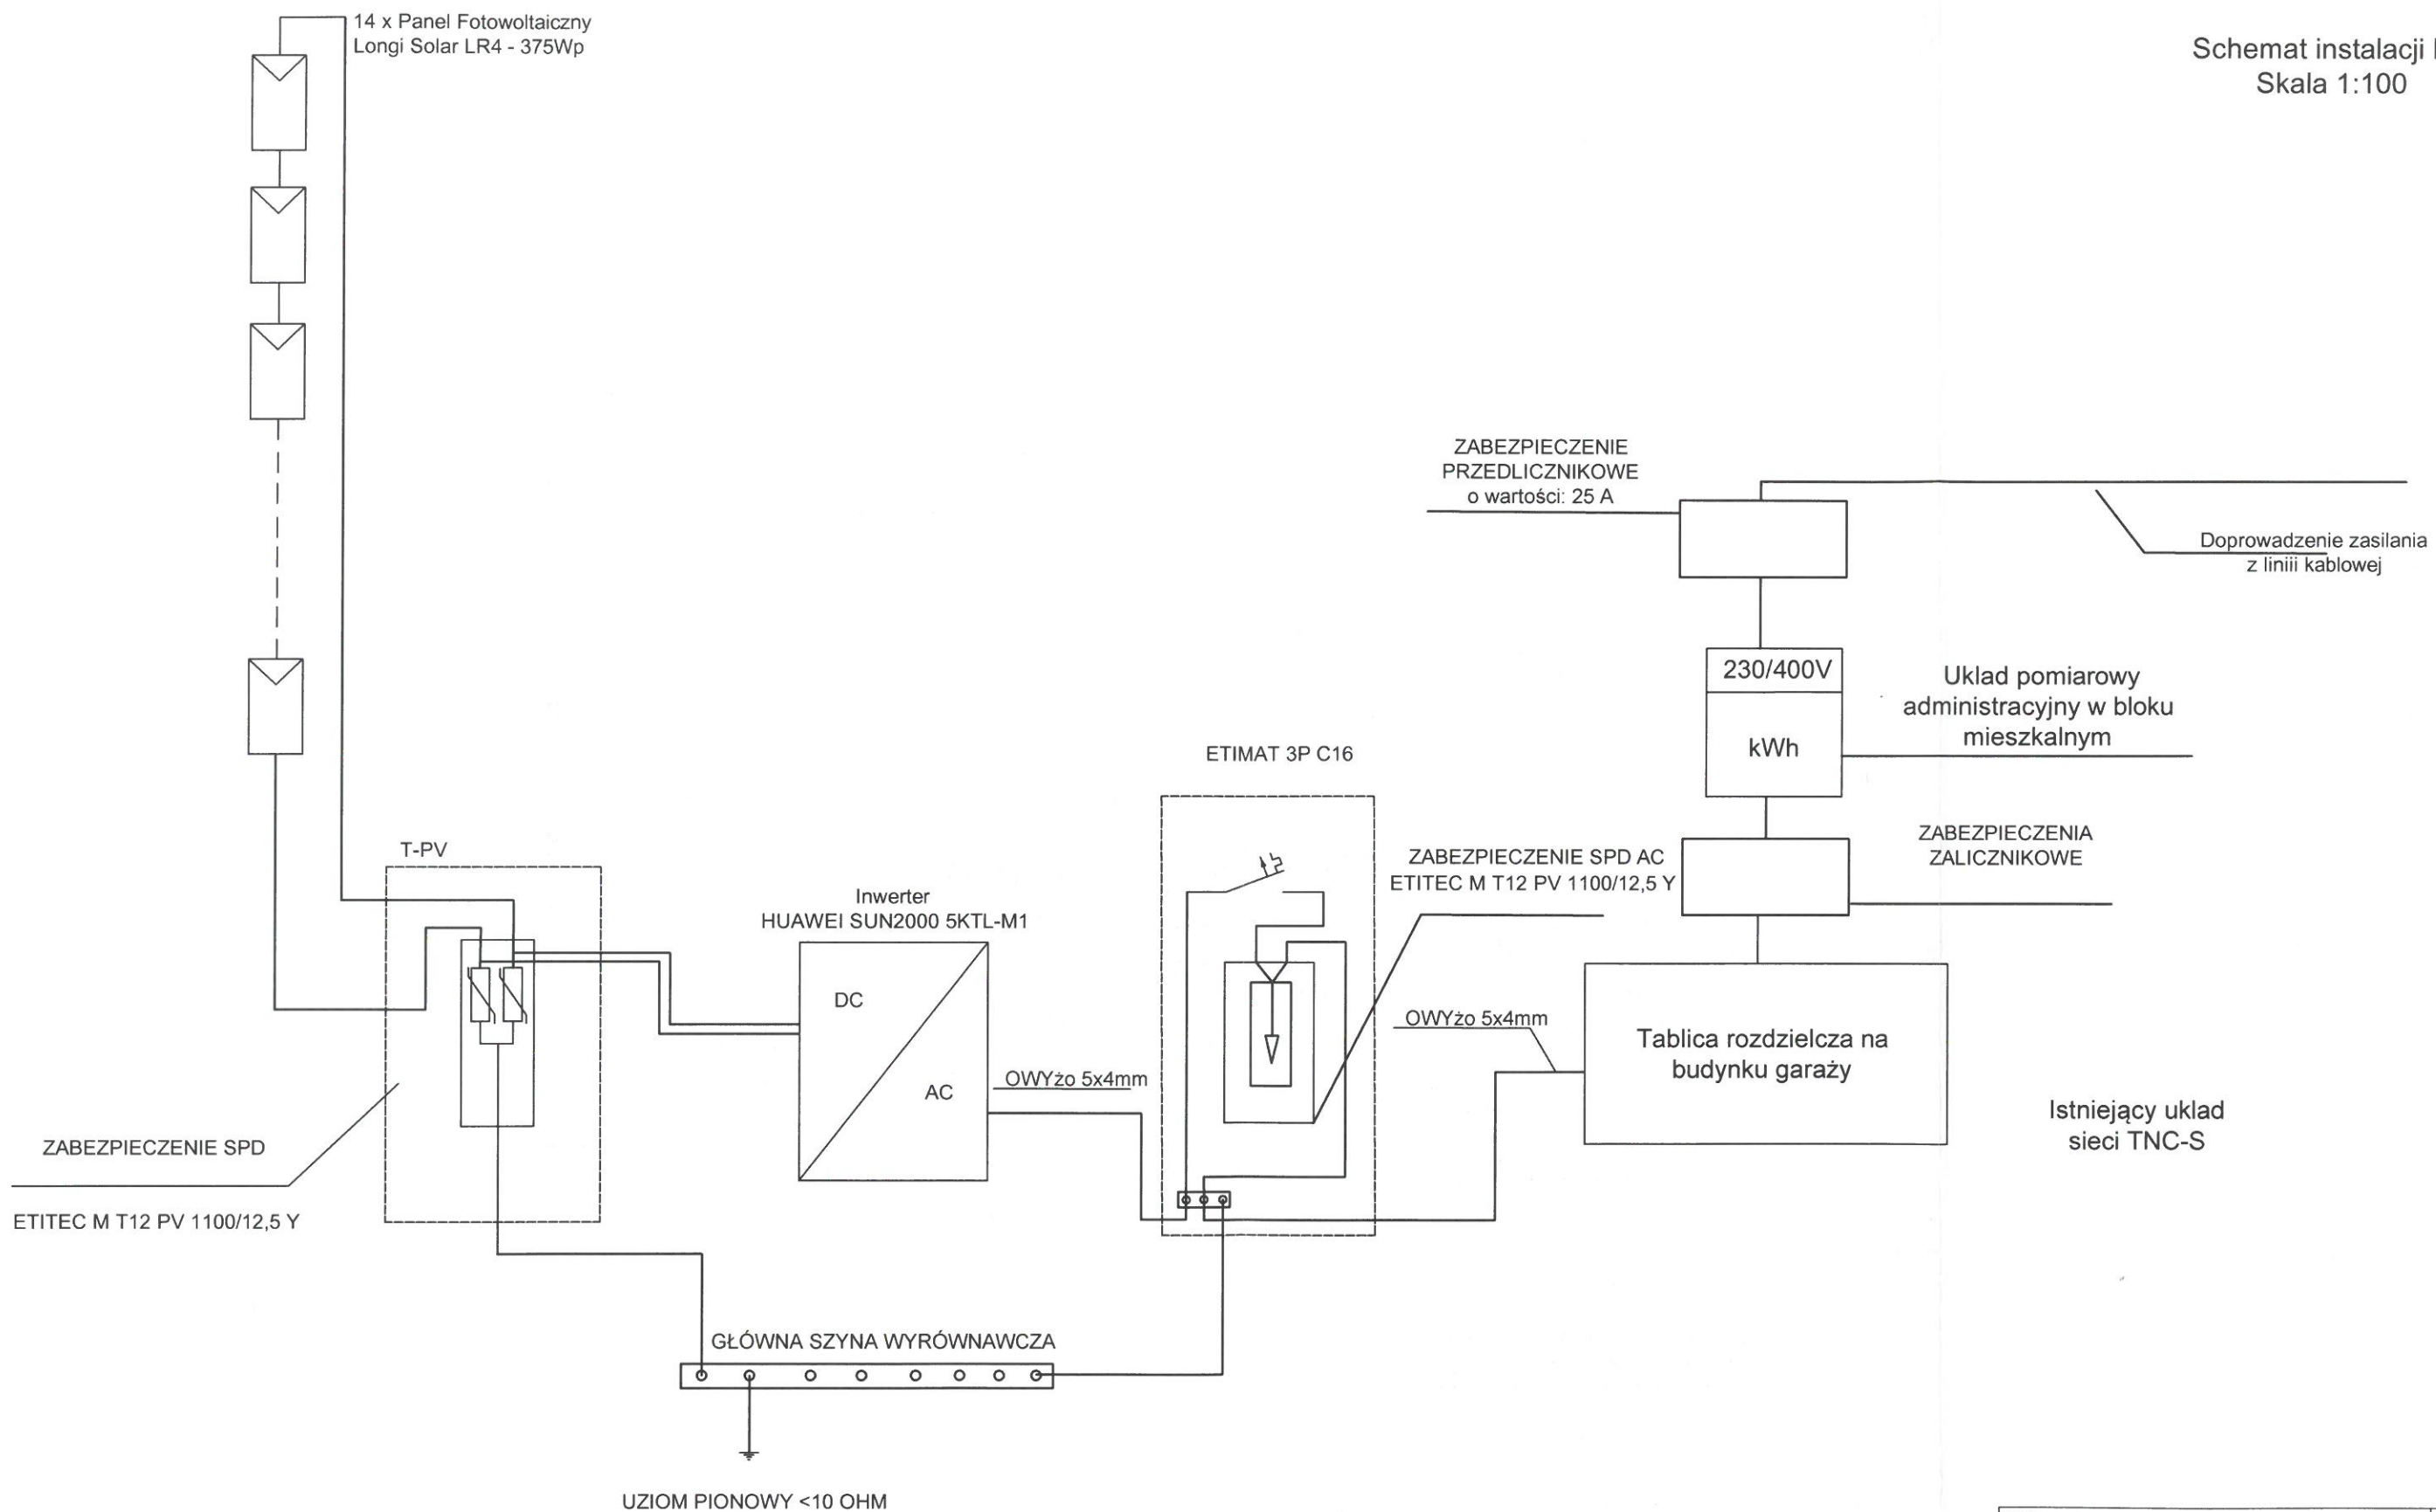 14 x Panel Fotowoltaiczny
Longi Solar LR4 - 375Wp
Schemat instalacji
Skala 1:100
ZABEZPIECZENIE
PRZEDLICZNIKOWE
o wartości: 25 A
Doprowadzenie zasilania
z liniii kablowej
230/400V
kWh
Uklad pomiarowy
administracyjny w bloku
mieszkalnym
ETIMAT 3P C16
ZABEZPIECZENIA
ZALICZNIKOWE
T-PV
ZABEZPIECZENIE SPD AC
ETITEC M T12 PV 1100/12,5 Y
Inwerter
HUAWEI SUN2000 5KTL-M1
DC
AC
OWYżo 5x4mm
OWYżo 5x4mm
Tablica rozdzielcza na
budynku garaży
Istniejący uklad
sieci TNC-S
ZABEZPIECZENIE SPD
ETITEC M T12 PV 1100/12,5 Y
GŁÓWNA SZYNA WYRÓWNAWCZA
UZIOM PIONOWY <10 OHM